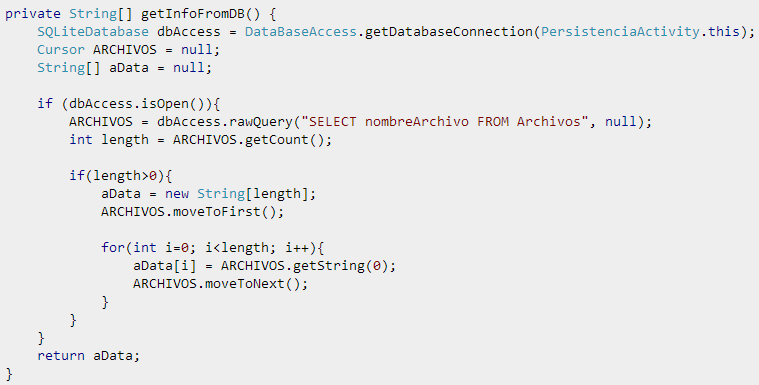 private String[] getInfoFromDB() {
    SQLiteDatabase dbAccess = DataBaseAccess.getDatabaseConnection(PersistenciaActivity.this);
    Cursor ARCHIVOS = null;
    String[] aData = null;

    if (dbAccess.isOpen()){
        ARCHIVOS = dbAccess.rawQuery("SELECT nombreArchivo FROM Archivos", null);
        int length = ARCHIVOS.getCount();

        if(length>0){
            aData = new String[length];
            ARCHIVOS.moveToFirst();

            for(int i=0; i<length; i++){
                aData[i] = ARCHIVOS.getString(0);
                ARCHIVOS.moveToNext();
            }
        }
    }
    return aData;
}